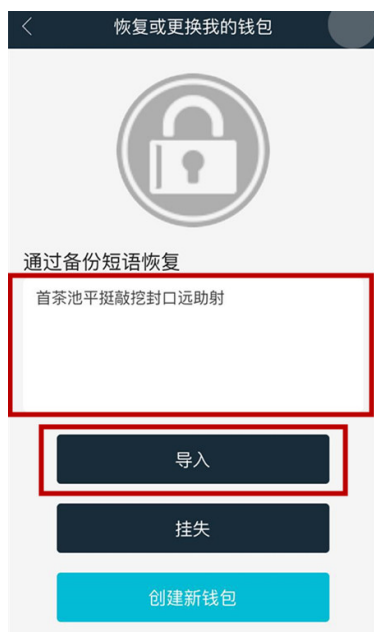 恢复或更换我的钱包
通过备份短语恢复
首茶池平挺敲挖封口远助射
导入
挂失
创建新钱包